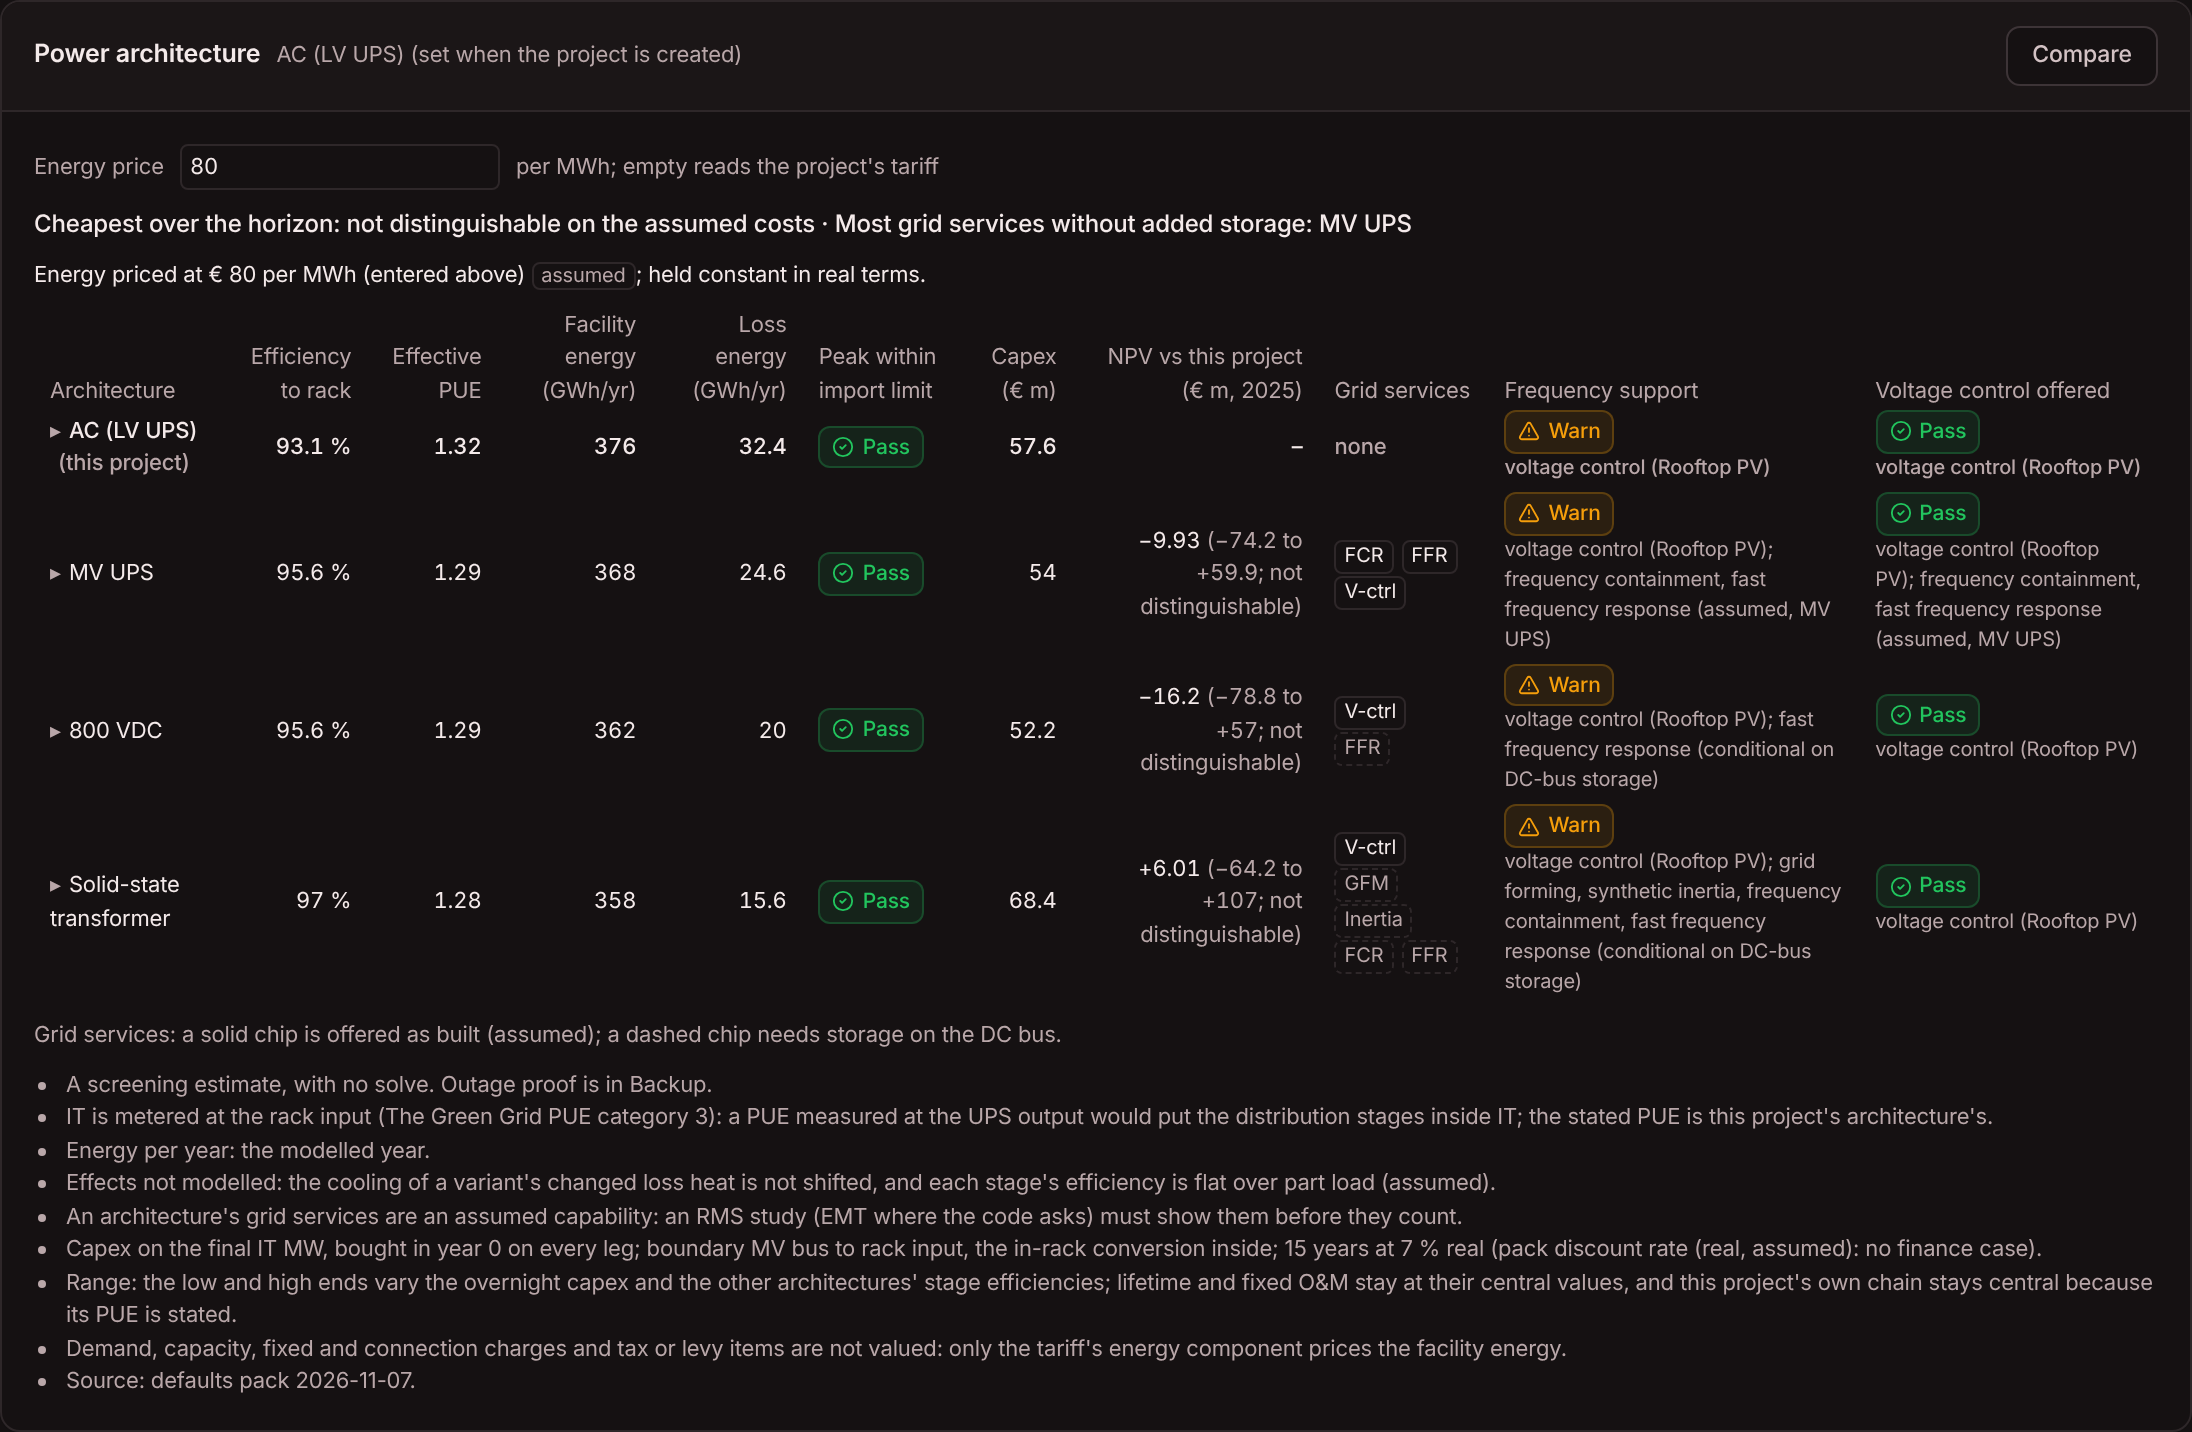 Power architecture AC (LV UPS) (set when the project is created)
Compare
Energy price 80 per MWh; empty reads the project's tariff
Cheapest over the horizon: not distinguishable on the assumed costs · Most grid services without added storage: MV UPS
Energy priced at € 80 per MWh (entered above) assumed; held constant in real terms.
Architecture
Efficiency
to rack
Effective
PUE
Facility
energy
(GWh/yr)
Loss
energy
(GWh/yr)
Peak within
import limit
Capex
(€ m)
NPV vs this project
(€ m, 2025)
Grid services
Frequency support
Voltage control offered
▸ AC (LV UPS)
(this project)
93.1 %
1.32
376
32.4
Pass
57.6
–
none
Warn
voltage control (Rooftop PV)
Pass
voltage control (Rooftop PV)
▸ MV UPS
95.6 %
1.29
368
24.6
Pass
54
−9.93 (−74.2 to
+59.9; not
distinguishable)
FCR FFR
V-ctrl
Warn
voltage control (Rooftop PV);
frequency containment, fast
frequency response (assumed, MV
UPS)
Pass
voltage control (Rooftop
PV); frequency containment,
fast frequency response
(assumed, MV UPS)
▸ 800 VDC
95.6 %
1.29
362
20
Pass
52.2
−16.2 (−78.8 to
+57; not
distinguishable)
V-ctrl
FFR
Warn
voltage control (Rooftop PV); fast
frequency response (conditional on
DC-bus storage)
Pass
voltage control (Rooftop PV)
▸ Solid-state
transformer
97 %
1.28
358
15.6
Pass
68.4
+6.01 (−64.2 to
+107; not
distinguishable)
V-ctrl
GFM
Inertia
FCR FFR
Warn
voltage control (Rooftop PV); grid
forming, synthetic inertia, frequency
containment, fast frequency
response (conditional on DC-bus
storage)
Pass
voltage control (Rooftop PV)
Grid services: a solid chip is offered as built (assumed); a dashed chip needs storage on the DC bus.
• A screening estimate, with no solve. Outage proof is in Backup.
• IT is metered at the rack input (The Green Grid PUE category 3): a PUE measured at the UPS output would put the distribution stages inside IT; the stated PUE is this project's architecture's.
• Energy per year: the modelled year.
• Effects not modelled: the cooling of a variant's changed loss heat is not shifted, and each stage's efficiency is flat over part load (assumed).
• An architecture's grid services are an assumed capability: an RMS study (EMT where the code asks) must show them before they count.
• Capex on the final IT MW, bought in year 0 on every leg; boundary MV bus to rack input, the in-rack conversion inside; 15 years at 7 % real (pack discount rate (real, assumed): no finance case).
• Range: the low and high ends vary the overnight capex and the other architectures' stage efficiencies; lifetime and fixed O&M stay at their central values, and this project's own chain stays central because
its PUE is stated.
• Demand, capacity, fixed and connection charges and tax or levy items are not valued: only the tariff's energy component prices the facility energy.
• Source: defaults pack 2026-11-07.